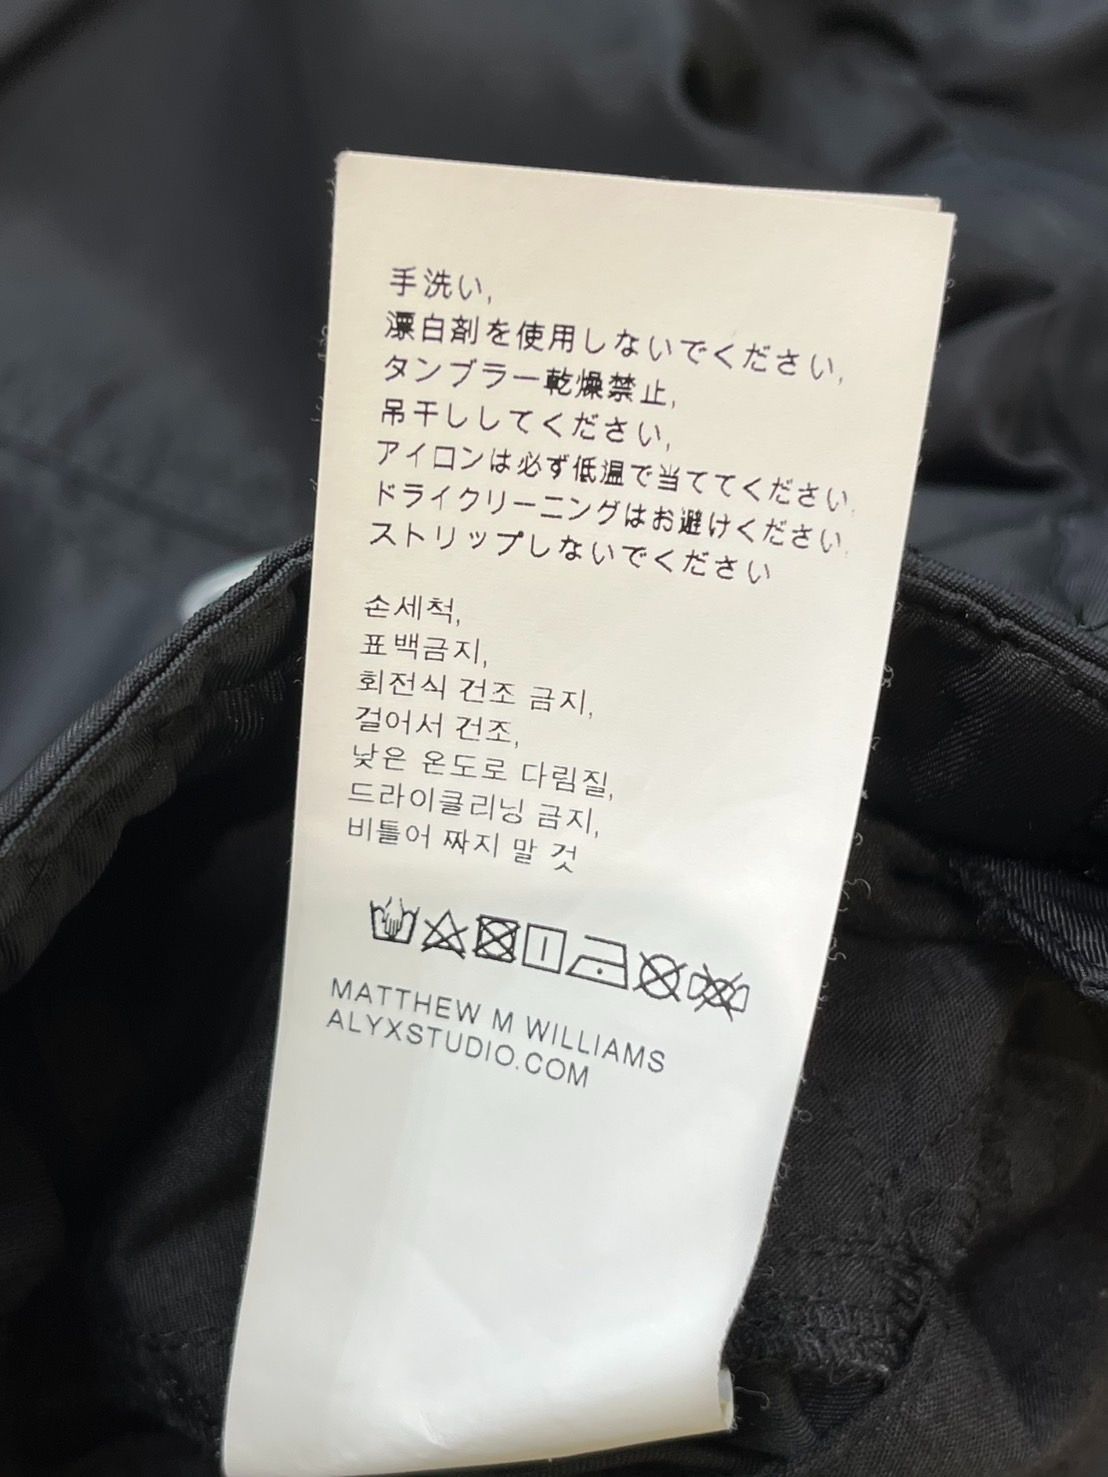 手洗い,
漂白剤を使用しないでください,
タンブラー乾燥禁止,
吊干ししてください,
アイロンは必ず低温で当ててください,
ドライクリーニングはお避けください,
ストリップしないでください
손세척,
표백금지,
회전식 건조 금지,
걸어서 건조,
낮은 온도로 다림질,
드라이클리닝 금지,
비틀어 짜지 말 것
MATTHEW M WILLIAMS
ALYXSTUDIO.COM